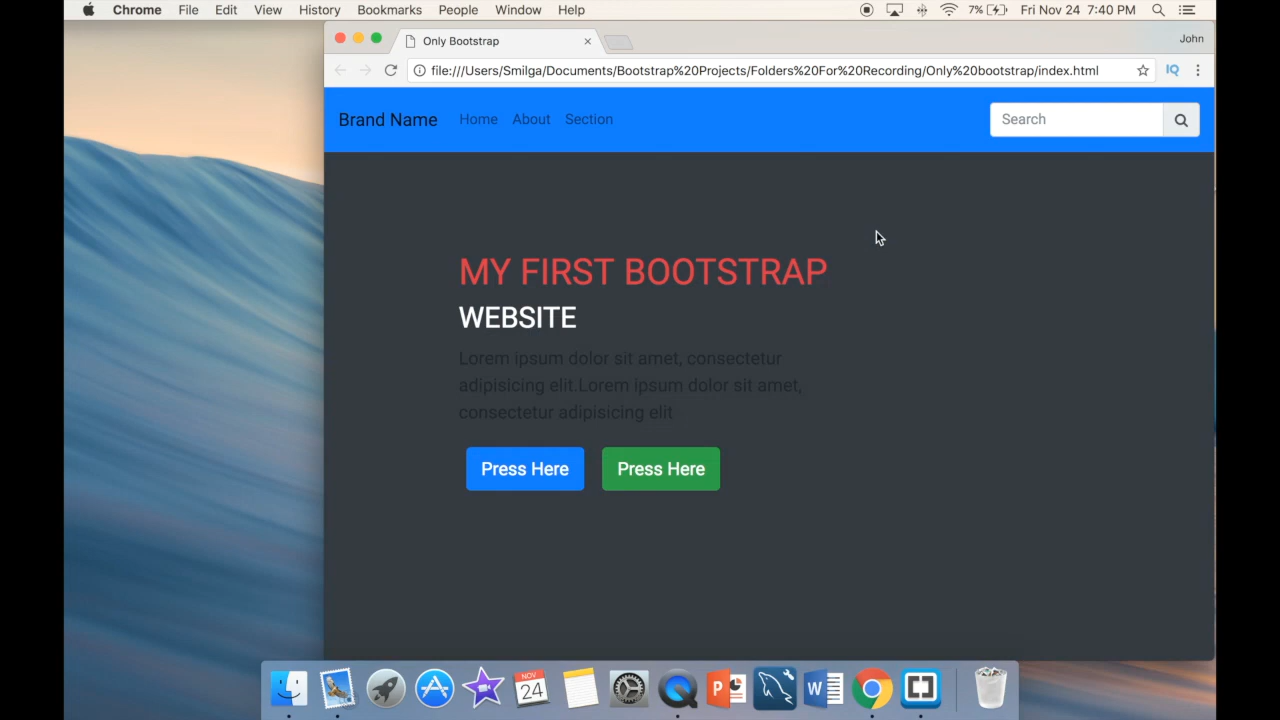 Chrome File Edit View History Bookmarks People Window Help 7% Fri Nov 24 7:40 PM
Only Bootstrap John
file:///Users/Smilga/Documents/Bootstrap%20Projects/Folders%20For%20Recording/Only%20bootstrap/index.html IQ
Brand Name Home About Section Search
MY FIRST BOOTSTRAP
WEBSITE
Lorem ipsum dolor sit amet, consectetur
adipisicing elit.Lorem ipsum dolor sit amet,
consectetur adipisicing elit
Press Here Press Here
NOV
24
P W